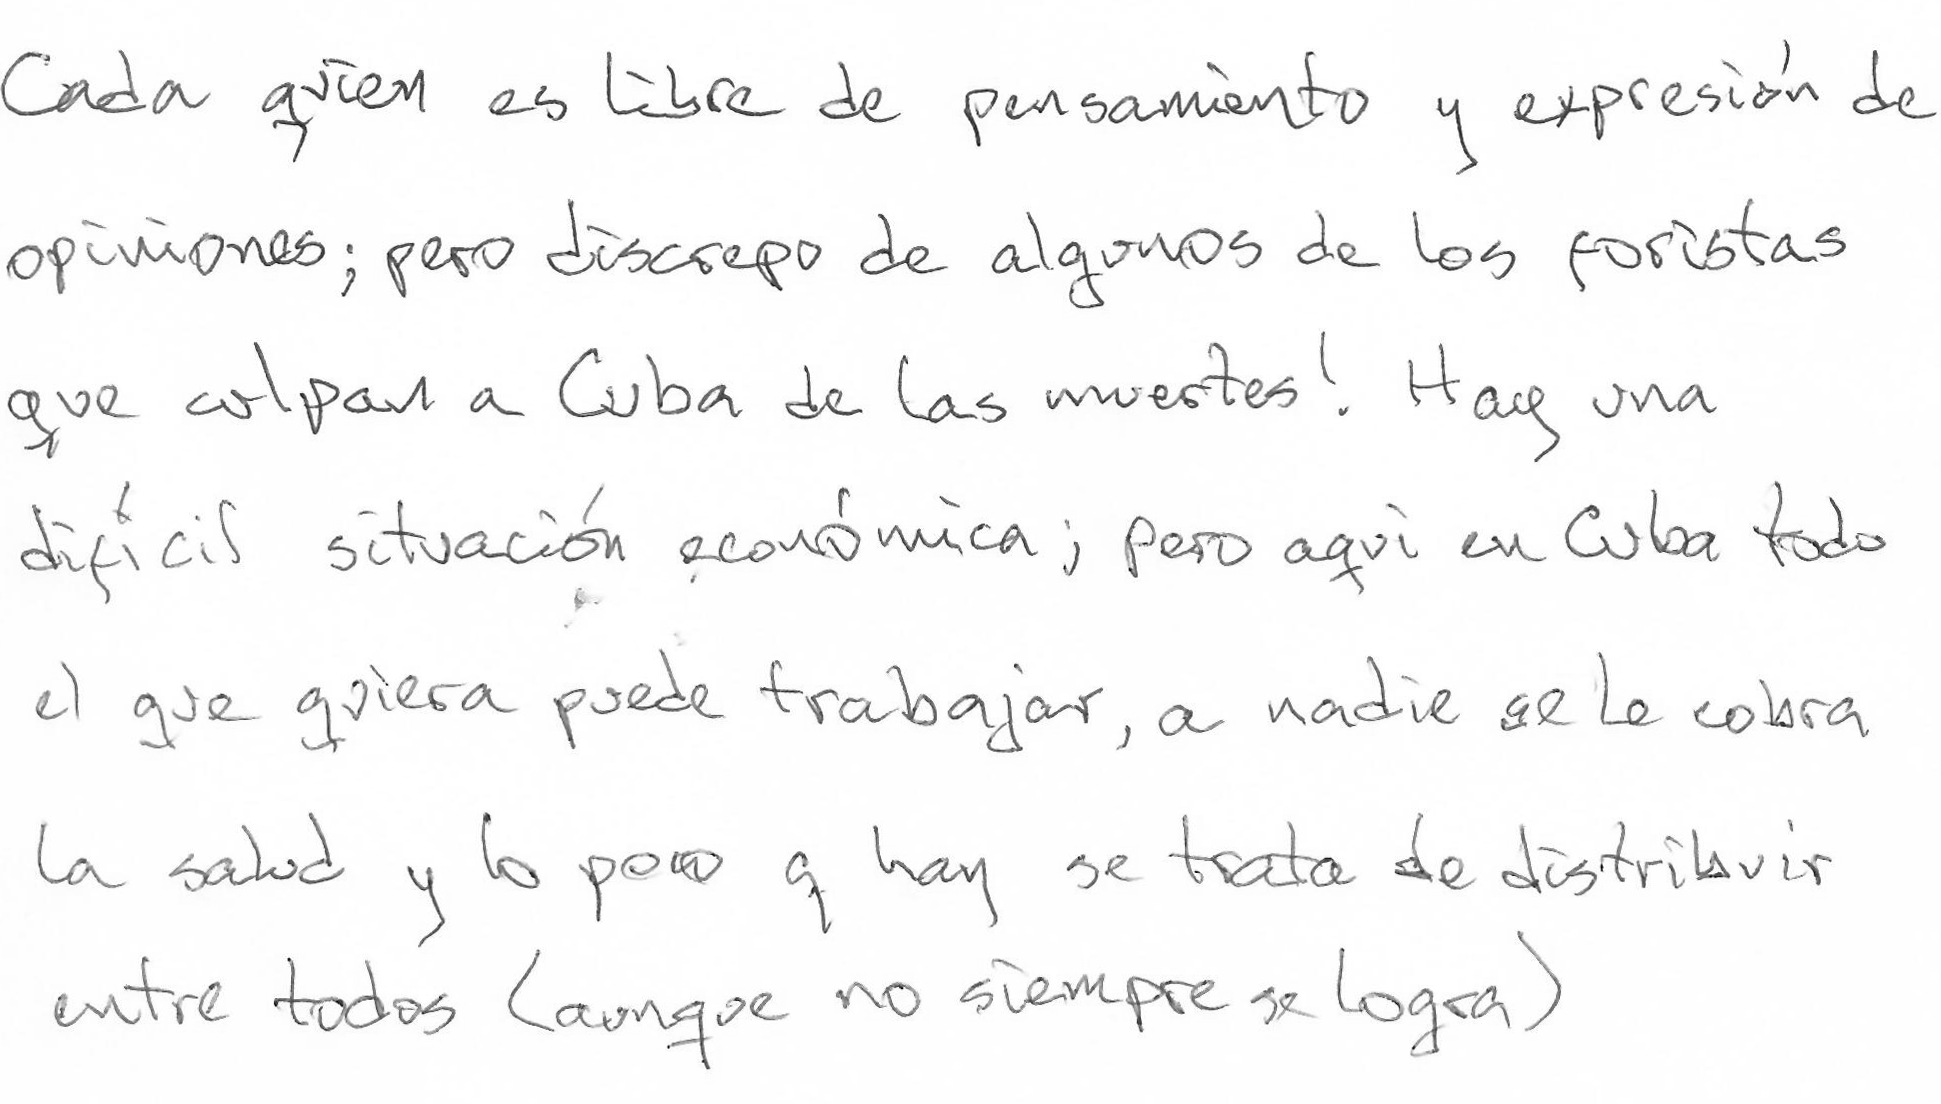 Cada quien es libre de pensamiento y expresión de
opiniones; pero discrepo de algunos de los foristas
que culpan a Cuba de las muertes! Hay una
difícil situación económica; pero aqui en Cuba todo
el que quiera puede trabajar, a nadie se le cobra
la salud y lo poco q hay se trata de distribuir
entre todos (aunque no siempre se logra)